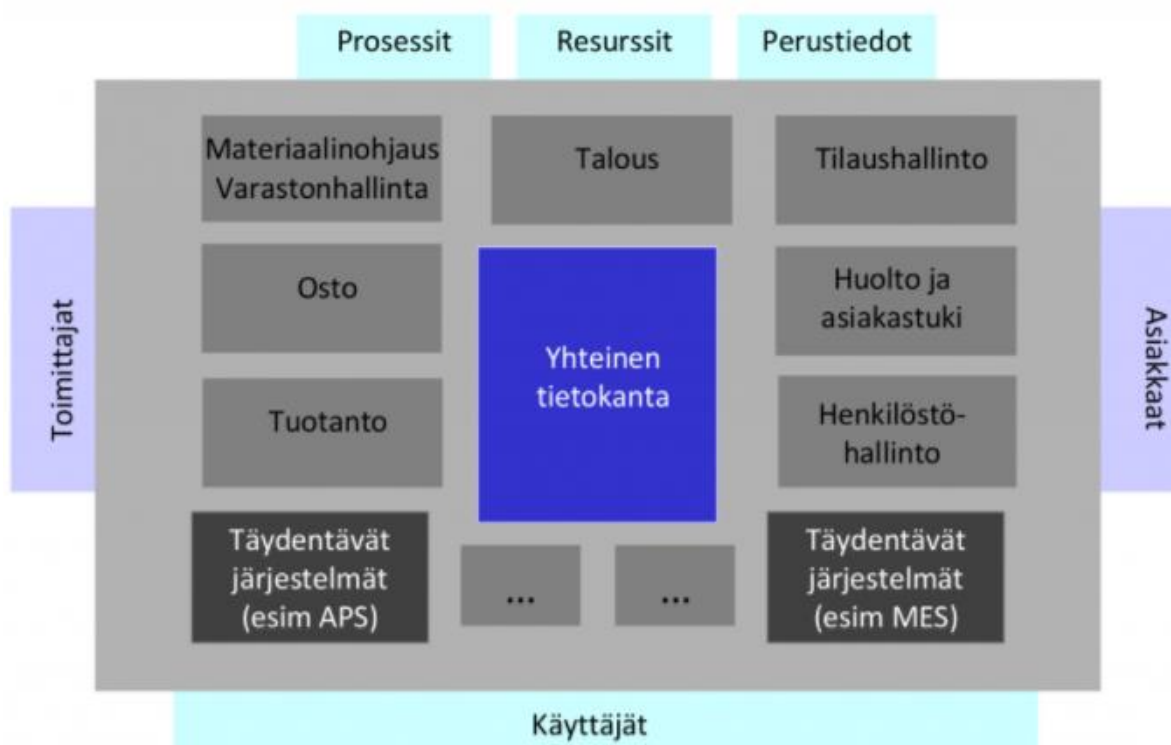 Prosessit
Resurssit
Perustiedot
Materiaalinohjaus
Varastonhallinta
Talous
Tilaushallinto
Toimittajat
Osto
Yhteinen
tietokanta
Huolto ja
asiakastuki
Asiakkaat
Tuotanto
Henkilöstö-
hallinto
Täydentävät
järjestelmät
(esim APS)
...
...
Täydentävät
järjestelmät
(esim MES)
Käyttäjät